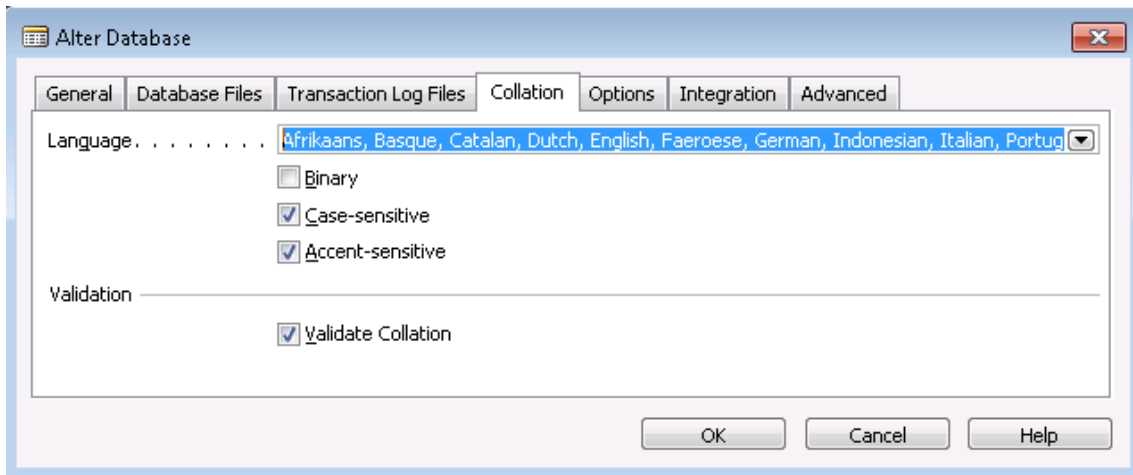 Alter Database
General Database Files Transaction Log Files Collation Options Integration Advanced
Language. . . . . . . . Afrikaans, Basque, Catalan, Dutch, English, Faeroese, German, Indonesian, Italian, Portug
Binary
Case-sensitive
Accent-sensitive
Validation
Validate Collation
OK Cancel Help